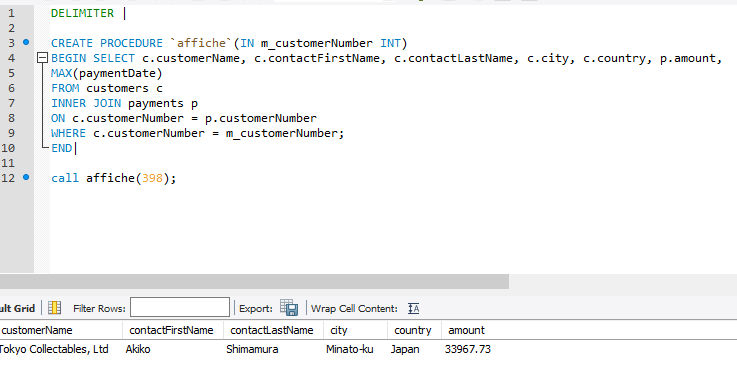 1 DELIMITER |
2
3 CREATE PROCEDURE `affiche`(IN m_customerNumber INT)
4 BEGIN SELECT c.customerName, c.contactFirstName, c.contactLastName, c.city, c.country, p.amount,
5 MAX(paymentDate)
6 FROM customers c
7 INNER JOIN payments p
8 ON c.customerNumber = p.customerNumber
9 WHERE c.customerNumber = m_customerNumber;
10 END|
11
12 call affiche(398);
ult Grid Filter Rows: Export: Wrap Cell Content: IA
customerName contactFirstName contactLastName city country amount
Tokyo Collectables, Ltd Akiko Shimamura Minato-ku Japan 33967.73